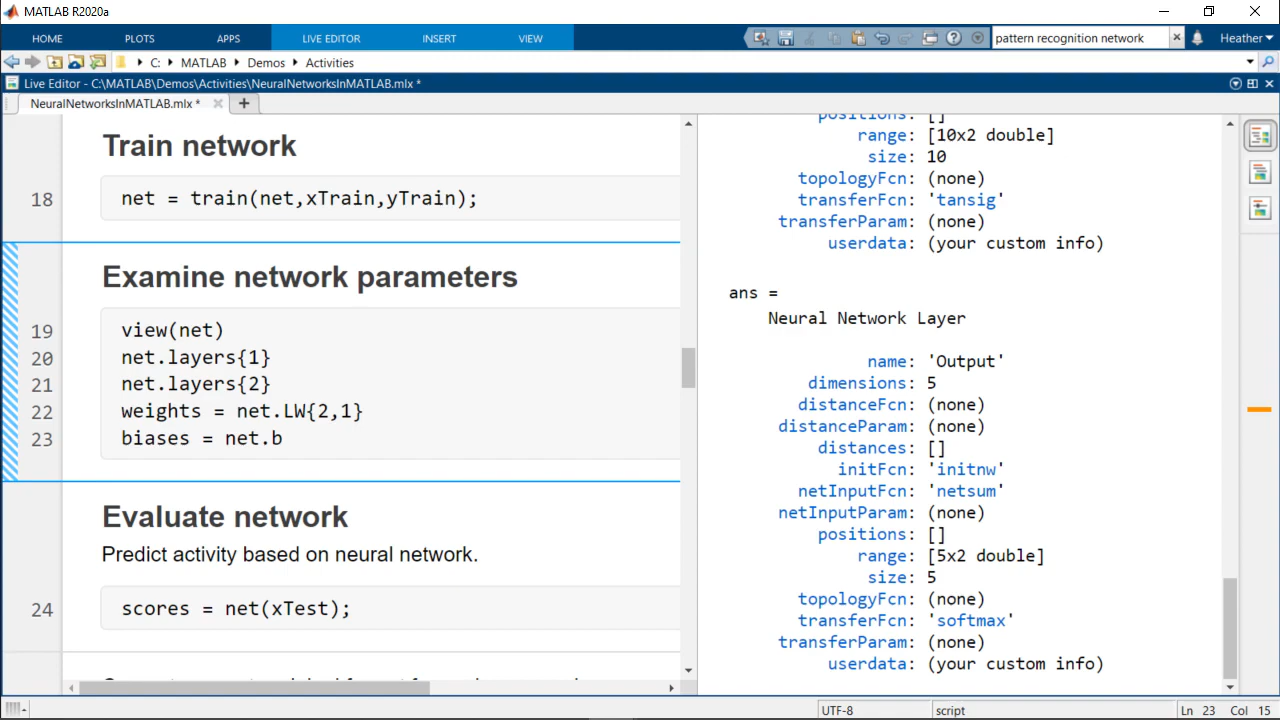 MATLAB R2020a
HOME PLOTS APPS LIVE EDITOR INSERT VIEW pattern recognition network Heather
C: MATLAB Demos Activities
Live Editor - C:\MATLAB\Demos\Activities\NeuralNetworksInMATLAB.mlx *
NeuralNetworksInMATLAB.mlx *
Train network
18 net = train(net,xTrain,yTrain);
Examine network parameters
19 view(net)
20 net.layers{1}
21 net.layers{2}
22 weights = net.LW{2,1}
23 biases = net.b
Evaluate network
Predict activity based on neural network.
24 scores = net(xTest);
positions: []
range: [10x2 double]
size: 10
topologyFcn: (none)
transferFcn: 'tansig'
transferParam: (none)
userdata: (your custom info)
ans =
Neural Network Layer
name: 'Output'
dimensions: 5
distanceFcn: (none)
distanceParam: (none)
distances: []
initFcn: 'initnw'
netInputFcn: 'netsum'
netInputParam: (none)
positions: []
range: [5x2 double]
size: 5
topologyFcn: (none)
transferFcn: 'softmax'
transferParam: (none)
userdata: (your custom info)
UTF-8 script Ln 23 Col 15